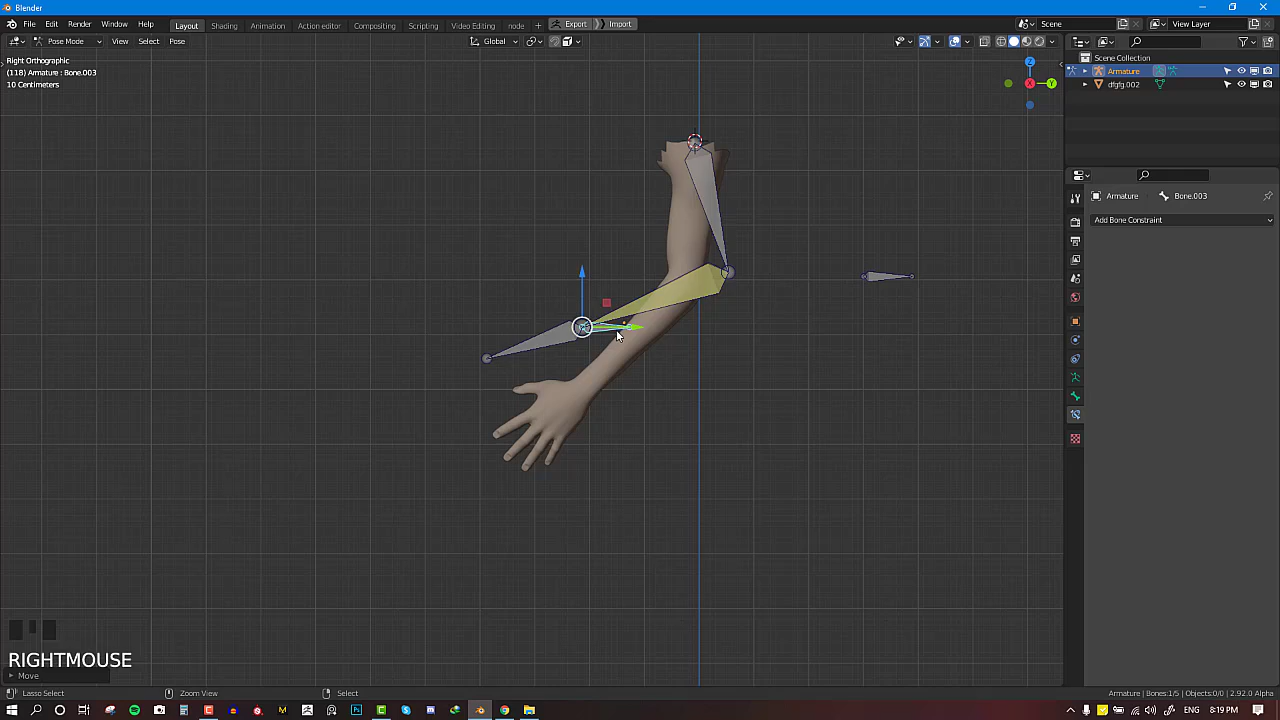 Blender
File Edit Render Window Help Layout Shading Animation Action editor Compositing Scripting Video Editing node + Export Import Scene View Layer
Pose Mode View Select Pose Global
Right Orthographic
(118) Armature : Bone.003
10 Centimeters
Z
Y
X
Scene Collection
Armature
dfgfg.002
Armature Bone.003
Add Bone Constraint
RIGHTMOUSE
Move
Lasso Select Zoom View Select Armature | Bones:1/5 | Objects:0/0 | 2.92.0 Alpha
ENG 8:19 PM